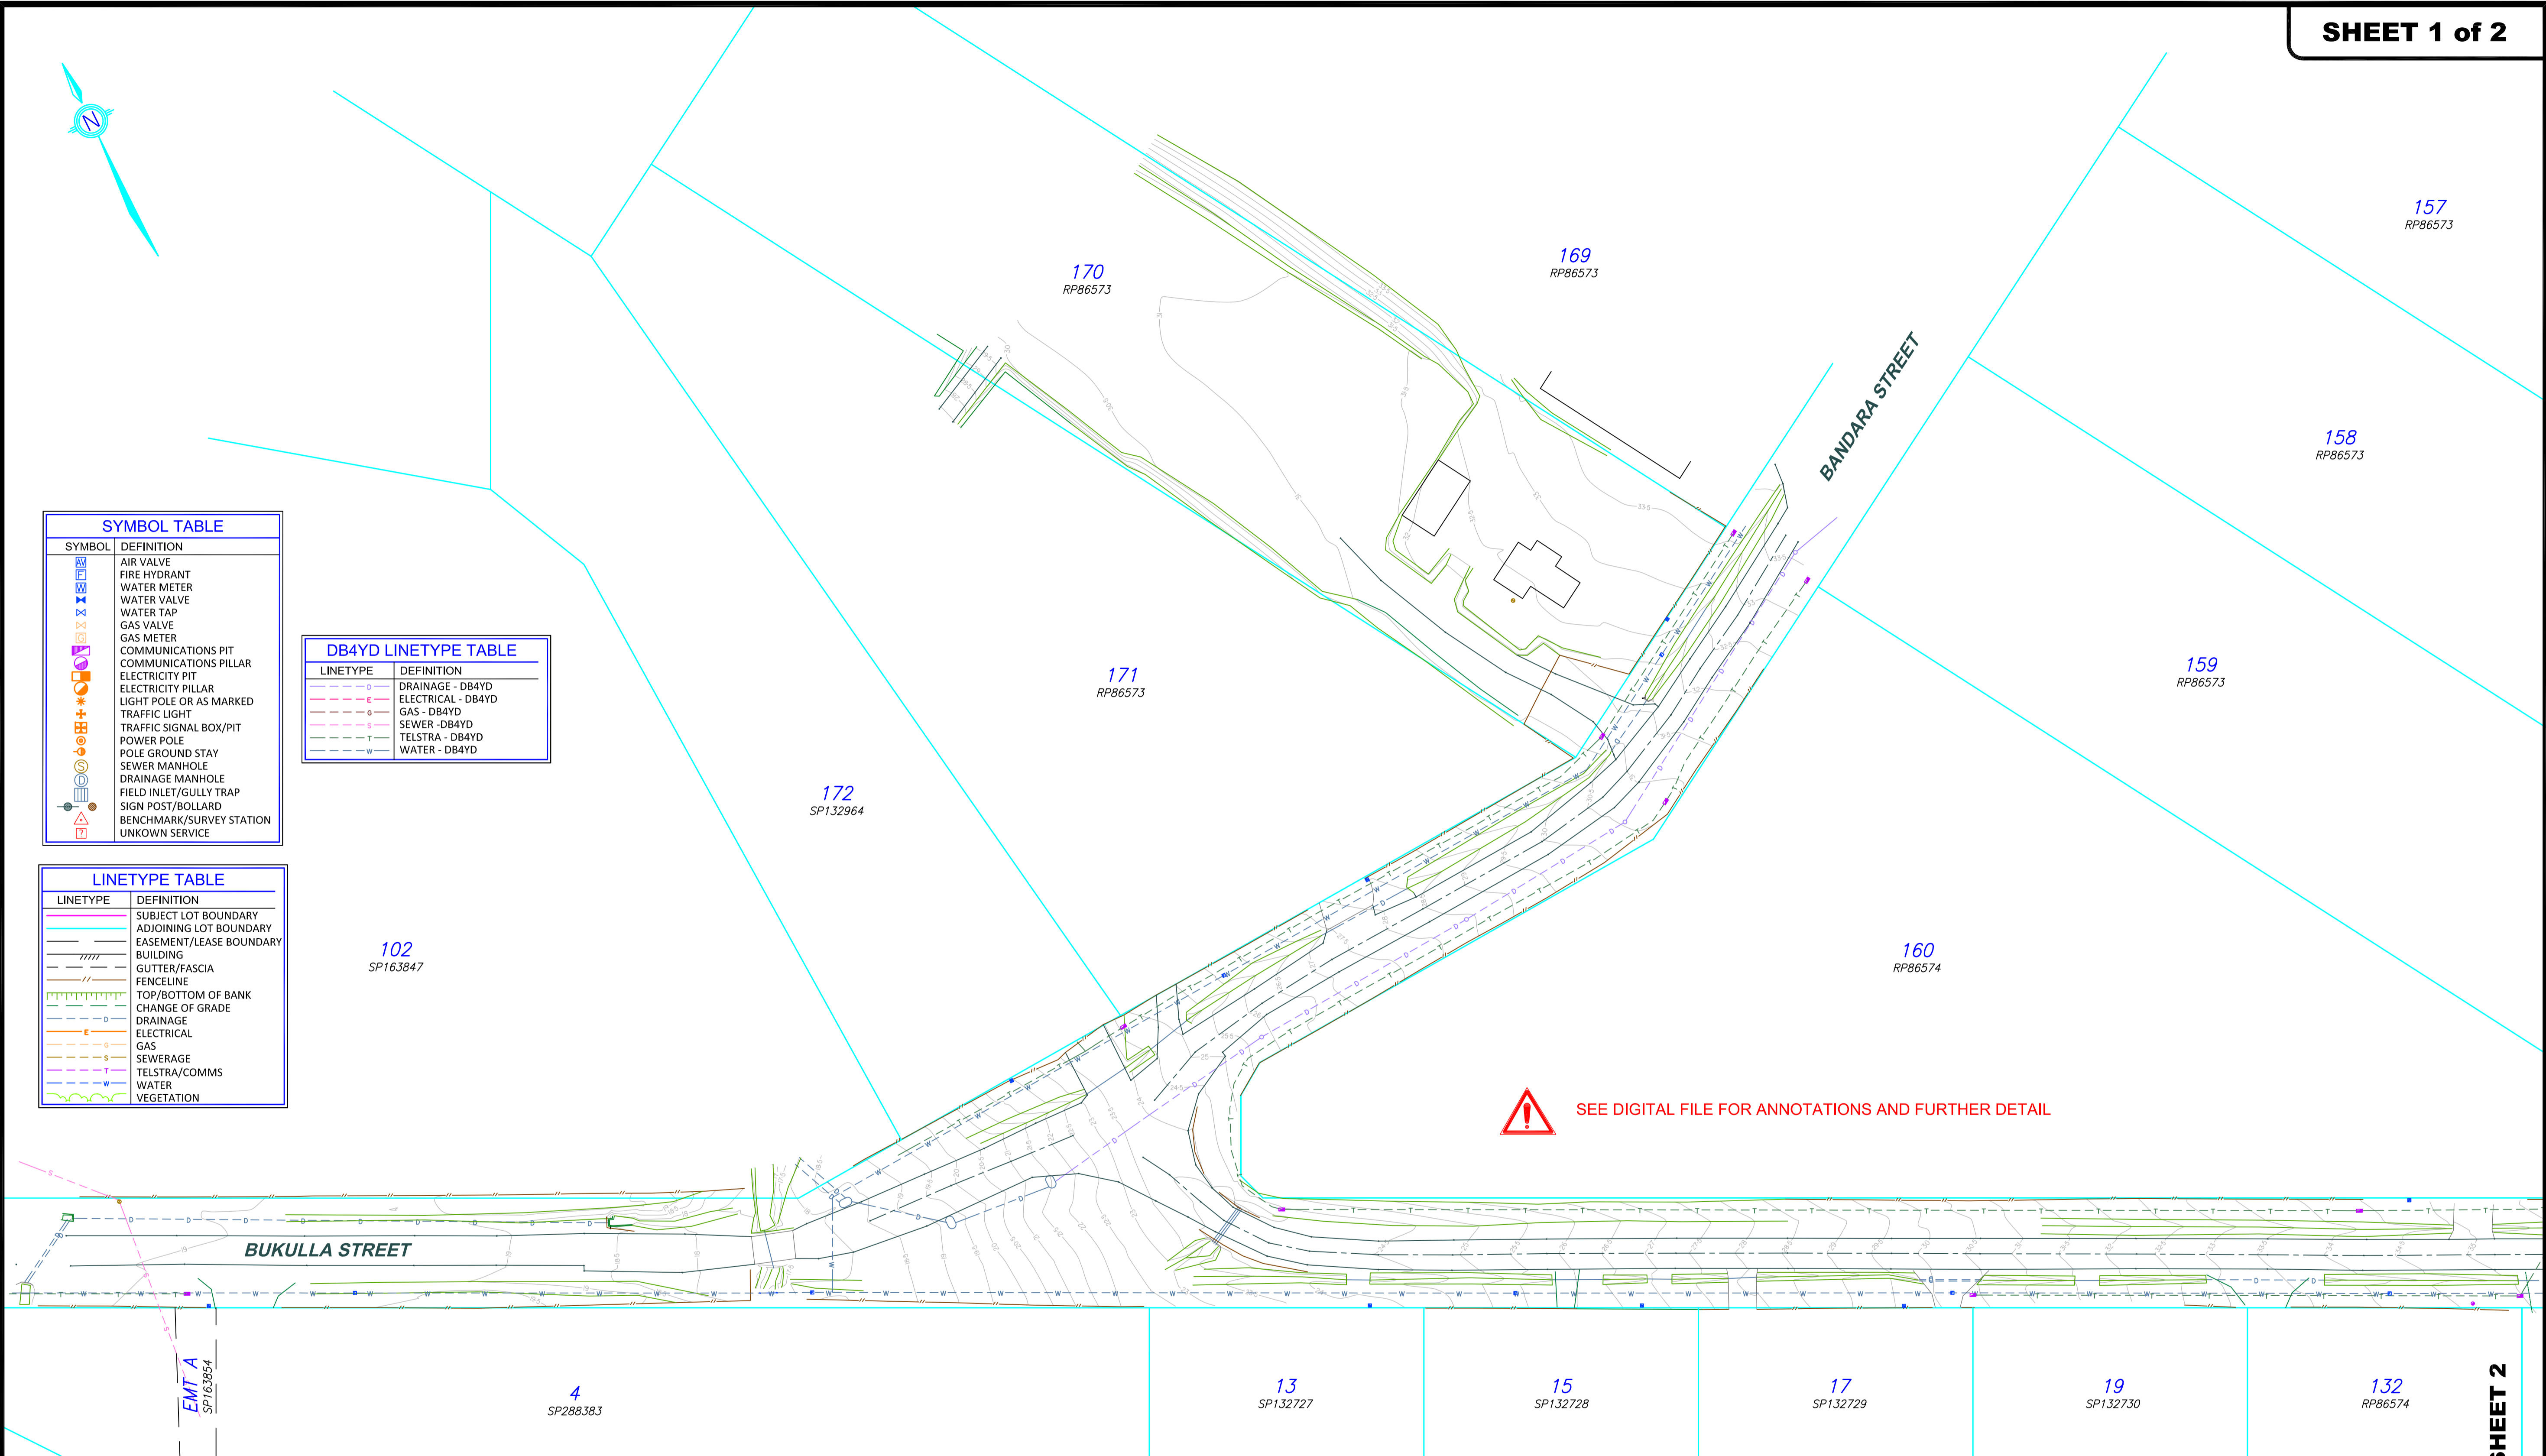 SHEET 1 of 2
N
157
RP86573
169
RP86573
170
RP86573
BANDARA STREET
158
RP86573
SYMBOL TABLE
SYMBOL DEFINITION
AV AIR VALVE
F FIRE HYDRANT
W WATER METER
WATER VALVE
WATER TAP
GAS VALVE
G GAS METER
COMMUNICATIONS PIT
COMMUNICATIONS PILLAR
ELECTRICITY PIT
ELECTRICITY PILLAR
LIGHT POLE OR AS MARKED
TRAFFIC LIGHT
TRAFFIC SIGNAL BOX/PIT
POWER POLE
POLE GROUND STAY
S SEWER MANHOLE
D DRAINAGE MANHOLE
FIELD INLET/GULLY TRAP
SIGN POST/BOLLARD
BENCHMARK/SURVEY STATION
? UNKOWN SERVICE
DB4YD LINETYPE TABLE
LINETYPE DEFINITION
D DRAINAGE - DB4YD
E ELECTRICAL - DB4YD
G GAS - DB4YD
S SEWER -DB4YD
T TELSTRA - DB4YD
W WATER - DB4YD
171
RP86573
159
RP86573
172
SP132964
LINETYPE TABLE
LINETYPE DEFINITION
SUBJECT LOT BOUNDARY
ADJOINING LOT BOUNDARY
EASEMENT/LEASE BOUNDARY
BUILDING
GUTTER/FASCIA
FENCELINE
TOP/BOTTOM OF BANK
CHANGE OF GRADE
D DRAINAGE
E ELECTRICAL
G GAS
S SEWERAGE
T TELSTRA/COMMS
W WATER
VEGETATION
102
SP163847
160
RP86574
SEE DIGITAL FILE FOR ANNOTATIONS AND FURTHER DETAIL
BUKULLA STREET
EMT A
SP163854
4
SP288383
13
SP132727
15
SP132728
17
SP132729
19
SP132730
132
RP86574
SHEET 2